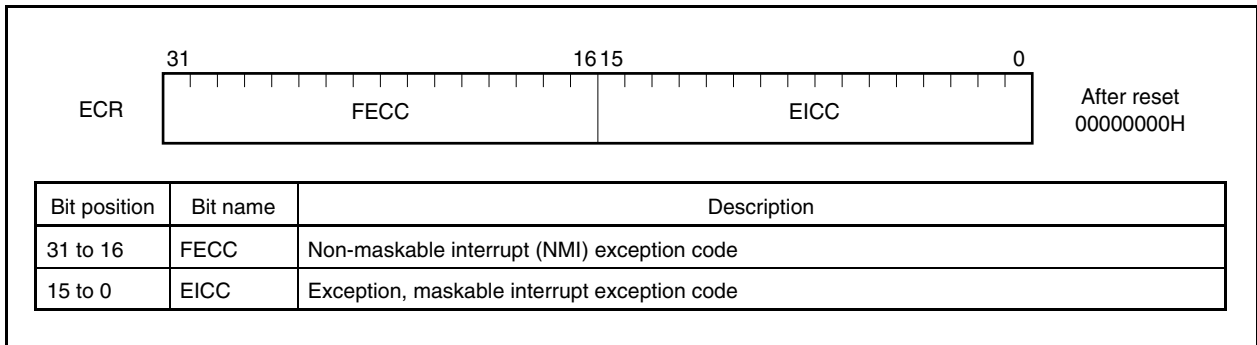 31 16 15 0
ECR FECC EICC After reset
00000000H
Bit position Bit name Description
31 to 16 FECC Non-maskable interrupt (NMI) exception code
15 to 0 EICC Exception, maskable interrupt exception code